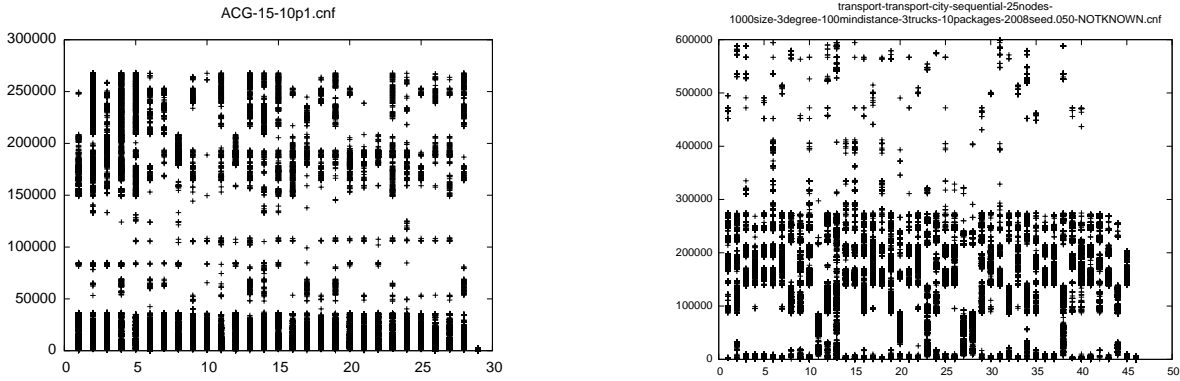 ACG-15-10p1.cnf
300000
250000
200000
150000
100000
50000
0
0 5 10 15 20 25 30
transport-transport-city-sequential-25nodes-
1000size-3degree-100mindistance-3trucks-10packages-2008seed.050-NOTKNOWN.cnf
600000
500000
400000
300000
200000
100000
0
0 5 10 15 20 25 30 35 40 45 50